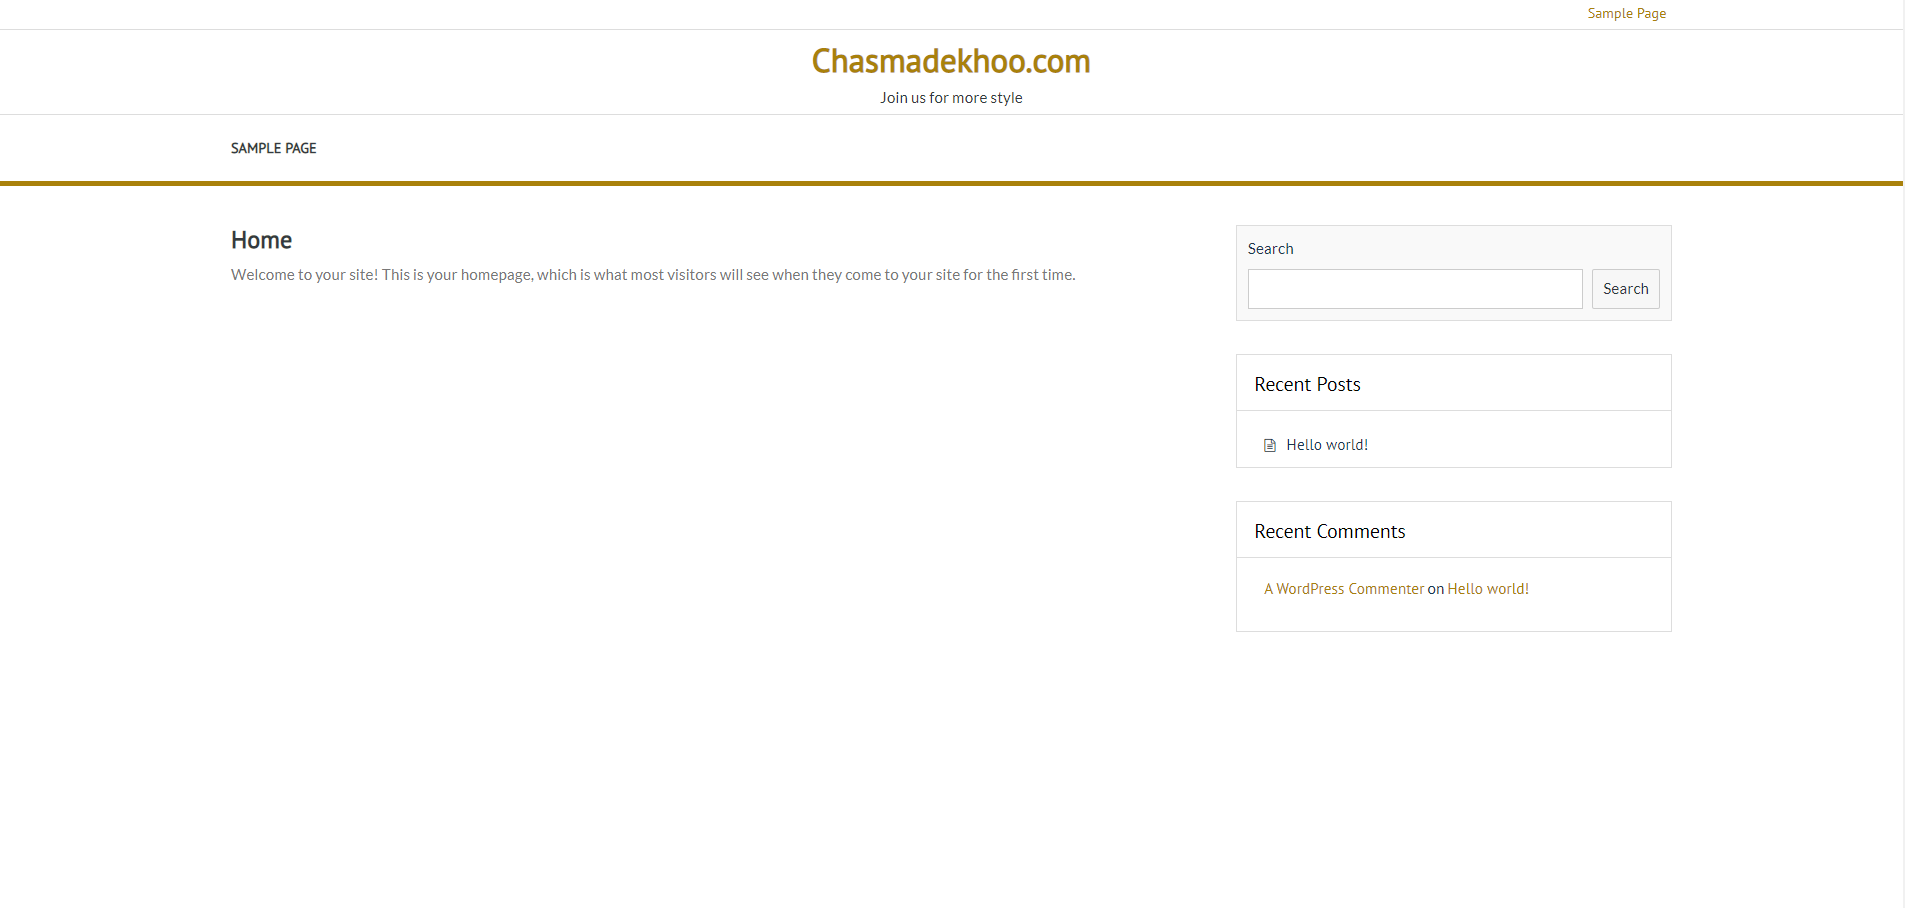 Sample Page
Chasmadekhoo.com
Join us for more style
SAMPLE PAGE
Home
Welcome to your site! This is your homepage, which is what most visitors will see when they come to your site for the first time.
Search
Search
Recent Posts
Hello world!
Recent Comments
A WordPress Commenter on Hello world!